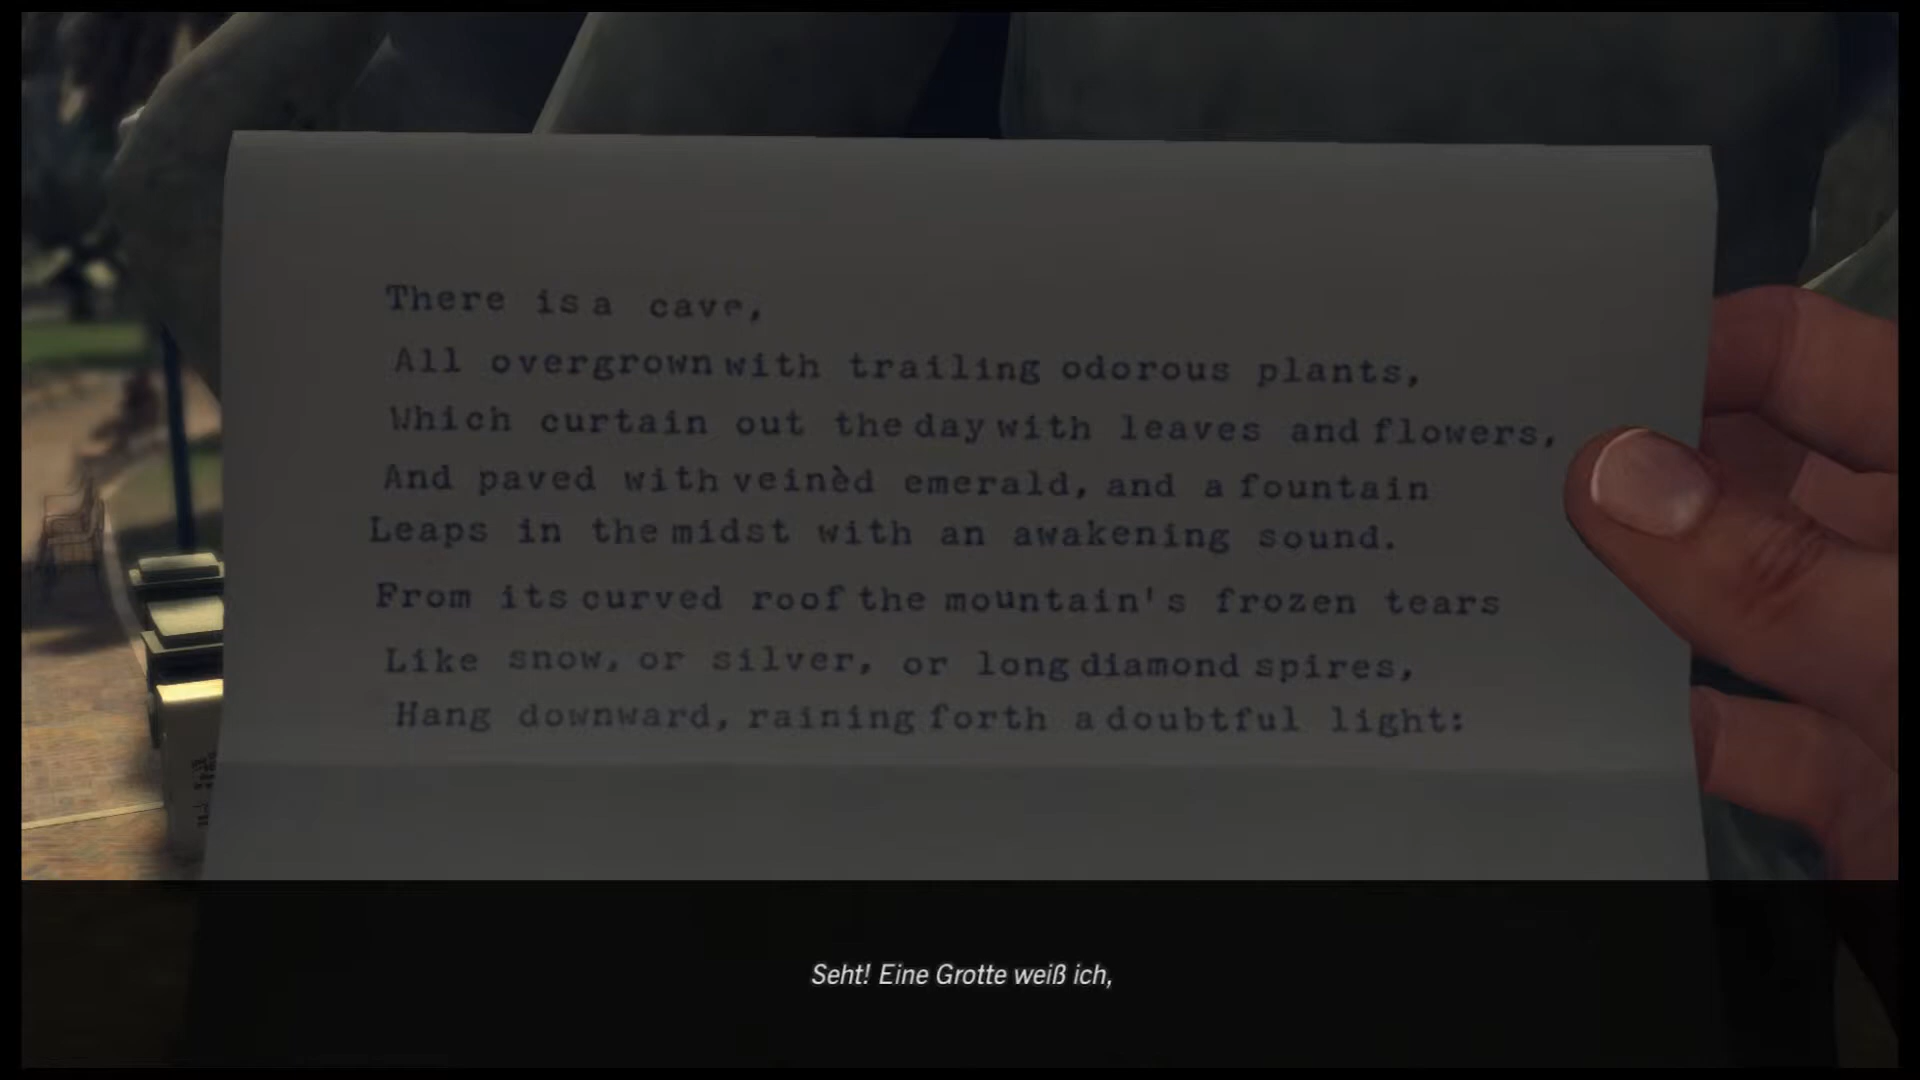 There is a cave,
All overgrown with trailing odorous plants,
Which curtain out the day with leaves and flowers,
And paved with veinèd emerald, and a fountain
Leaps in the midst with an awakening sound.
From its curved roof the mountain's frozen tears
Like snow, or silver, or long diamond spires,
Hang downward, raining forth a doubtful light:
Seht! Eine Grotte weiß ich,